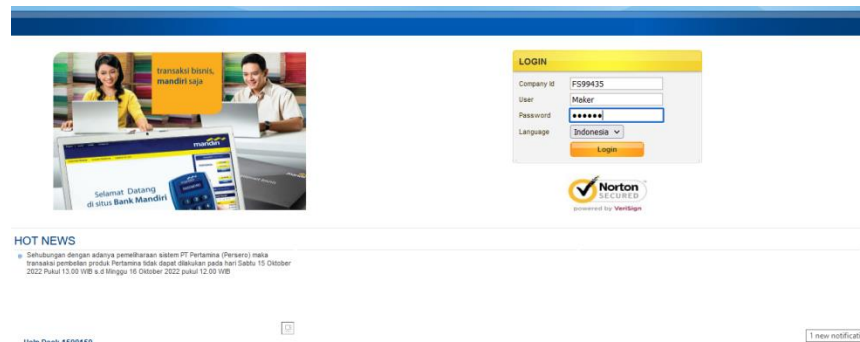 transaksi bisnis,
mandiri saja
mandiri
Selamat Datang
di situs Bank Mandiri
LOGIN
Company Id FS99435
User Maker
Password ●●●●●●
Language Indonesia
Login
Norton
SECURED
powered by VeriSign
HOT NEWS
Sehubungan dengan adanya pemeliharaan sistem PT Pertamina (Persero) maka
transaksi pembelian produk Pertamina tidak dapat dilakukan pada hari Sabtu 15 Oktober
2022 Pukul 13.00 WIB s.d Minggu 16 Oktober 2022 pukul 12.00 WIB
1 new notificati